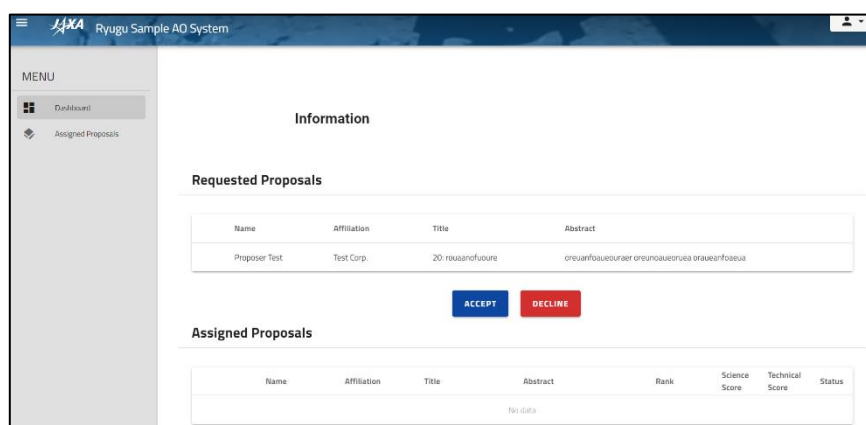 JAXA Ryugu Sample AO System
MENU
Dashboard
Assigned Proposals
Information
Requested Proposals
Name Affiliation Title Abstract
Proposer Test Test Corp. 20: rouaanofuoure oreuanfoaueouraer oreunoaueoruea oraueanfoaeua
ACCEPT DECLINE
Assigned Proposals
Name Affiliation Title Abstract Rank Science Score Technical Score Status
No data